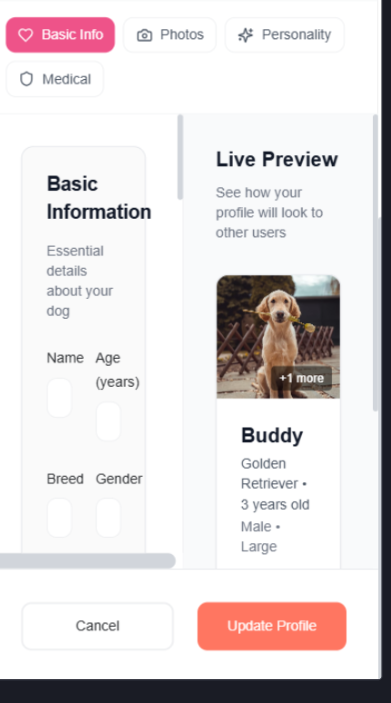 Basic Info
Photos
Personality
Medical
Basic
Information
Essential
details
about your
dog
Name
Age
(years)
Breed
Gender
Live Preview
See how your
profile will look to
other users
+1 more
Buddy
Golden
Retriever •
3 years old
Male •
Large
Cancel
Update Profile